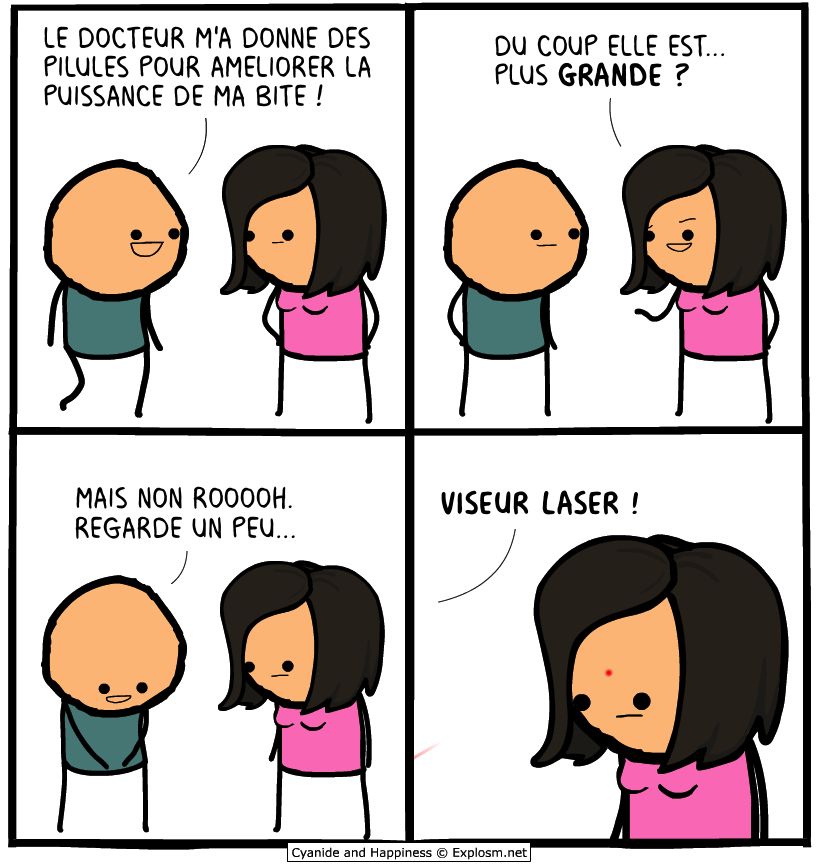 LE DOCTEUR M'A DONNE DES
PILULES POUR AMELIORER LA
PUISSANCE DE MA BITE !
DU COUP ELLE EST...
PLUS GRANDE ?
MAIS NON ROOOOH.
REGARDE UN PEU...
VISEUR LASER !
Cyanide and Happiness © Explosm.net